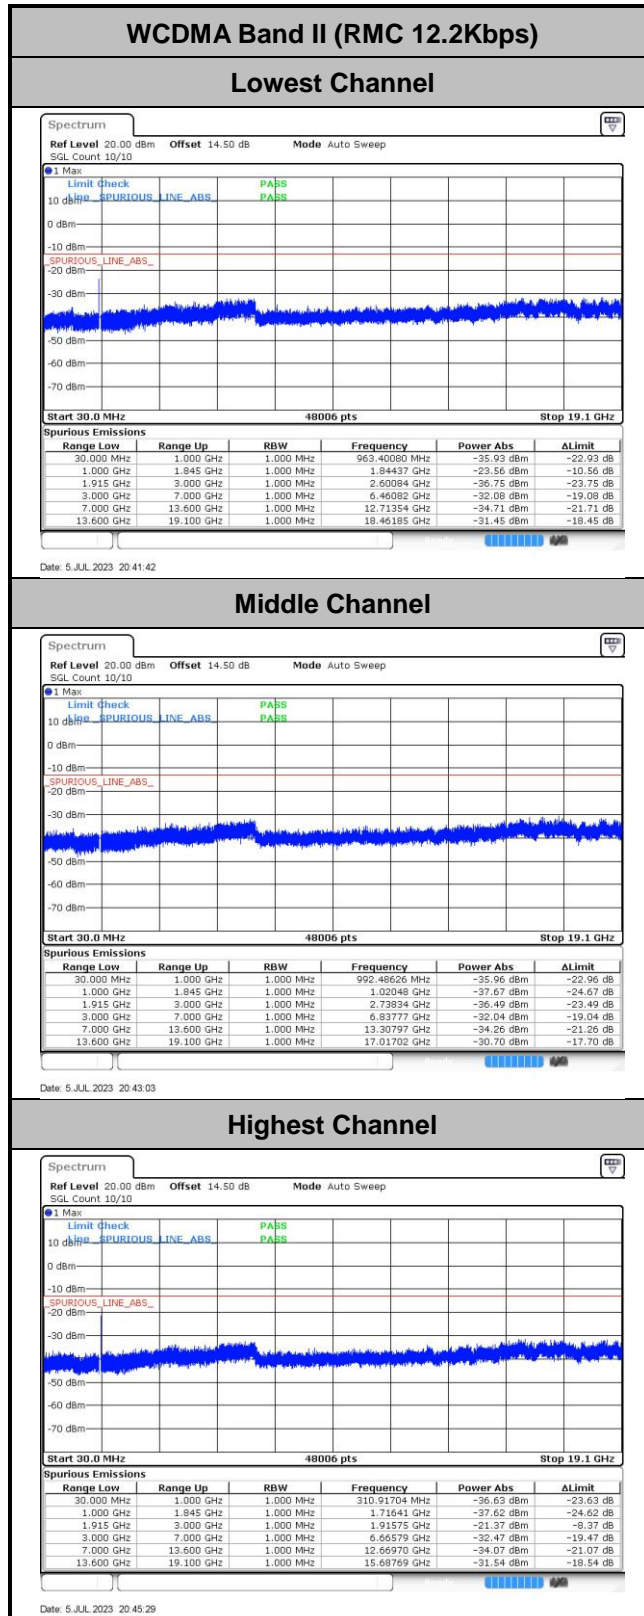 WCDMA Band II (RMC 12.2Kbps)
Lowest Channel
Spectrum
Ref Level 20.00 dBm Offset 14.50 dB Mode Auto Sweep
SGL Count 10/10
1 Max
Limit Check PASS
10 dBm Line _SPURIOUS_LINE_ABS_ PASS
0 dBm
-10 dBm
_SPURIOUS_LINE_ABS_
-20 dBm
-30 dBm
-50 dBm
-60 dBm
-70 dBm
Start 30.0 MHz 48006 pts Stop 19.1 GHz
Spurious Emissions
Range Low Range Up RBW Frequency Power Abs ΔLimit
30.000 MHz 1.000 GHz 1.000 MHz 963.40080 MHz -35.93 dBm -22.93 dB
1.000 GHz 1.845 GHz 1.000 MHz 1.84437 GHz -23.56 dBm -10.56 dB
1.915 GHz 3.000 GHz 1.000 MHz 2.60084 GHz -36.75 dBm -23.75 dB
3.000 GHz 7.000 GHz 1.000 MHz 6.46082 GHz -32.08 dBm -19.08 dB
7.000 GHz 13.600 GHz 1.000 MHz 12.71354 GHz -34.71 dBm -21.71 dB
13.600 GHz 19.100 GHz 1.000 MHz 18.46185 GHz -31.45 dBm -18.45 dB
Ready
Date: 5.JUL.2023 20:41:42
Middle Channel
Spectrum
Ref Level 20.00 dBm Offset 14.50 dB Mode Auto Sweep
SGL Count 10/10
1 Max
Limit Check PASS
10 dBm Line _SPURIOUS_LINE_ABS_ PASS
0 dBm
-10 dBm
_SPURIOUS_LINE_ABS_
-20 dBm
-30 dBm
-50 dBm
-60 dBm
-70 dBm
Start 30.0 MHz 48006 pts Stop 19.1 GHz
Spurious Emissions
Range Low Range Up RBW Frequency Power Abs ΔLimit
30.000 MHz 1.000 GHz 1.000 MHz 992.48626 MHz -35.96 dBm -22.96 dB
1.000 GHz 1.845 GHz 1.000 MHz 1.02048 GHz -37.67 dBm -24.67 dB
1.915 GHz 3.000 GHz 1.000 MHz 2.73834 GHz -36.49 dBm -23.49 dB
3.000 GHz 7.000 GHz 1.000 MHz 6.83777 GHz -32.04 dBm -19.04 dB
7.000 GHz 13.600 GHz 1.000 MHz 13.30797 GHz -34.26 dBm -21.26 dB
13.600 GHz 19.100 GHz 1.000 MHz 17.01702 GHz -30.70 dBm -17.70 dB
Ready
Date: 5.JUL.2023 20:43:03
Highest Channel
Spectrum
Ref Level 20.00 dBm Offset 14.50 dB Mode Auto Sweep
SGL Count 10/10
1 Max
Limit Check PASS
10 dBm Line _SPURIOUS_LINE_ABS_ PASS
0 dBm
-10 dBm
_SPURIOUS_LINE_ABS_
-20 dBm
-30 dBm
-50 dBm
-60 dBm
-70 dBm
Start 30.0 MHz 48006 pts Stop 19.1 GHz
Spurious Emissions
Range Low Range Up RBW Frequency Power Abs ΔLimit
30.000 MHz 1.000 GHz 1.000 MHz 310.91704 MHz -36.63 dBm -23.63 dB
1.000 GHz 1.845 GHz 1.000 MHz 1.71641 GHz -37.62 dBm -24.62 dB
1.915 GHz 3.000 GHz 1.000 MHz 1.91575 GHz -21.37 dBm -8.37 dB
3.000 GHz 7.000 GHz 1.000 MHz 6.66579 GHz -32.47 dBm -19.47 dB
7.000 GHz 13.600 GHz 1.000 MHz 12.66970 GHz -34.07 dBm -21.07 dB
13.600 GHz 19.100 GHz 1.000 MHz 15.68769 GHz -31.54 dBm -18.54 dB
Ready
Date: 5.JUL.2023 20:45:29